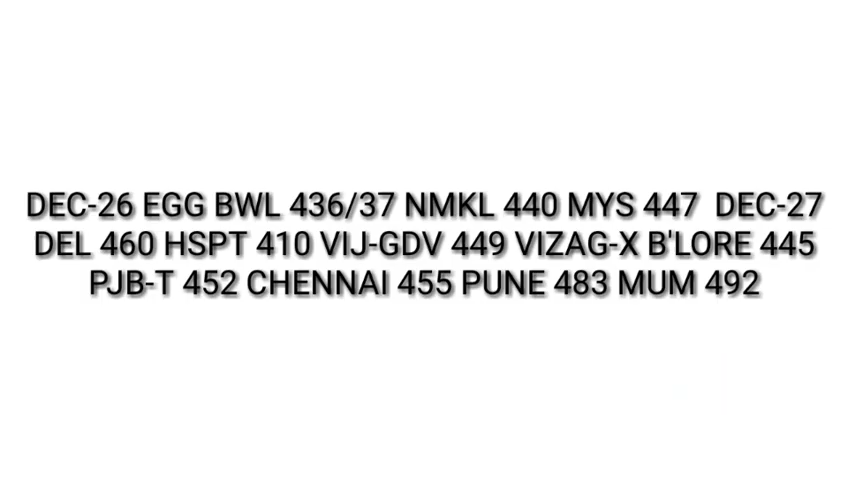 DEC-26 EGG BWL 436/37 NMKL 440 MYS 447 DEC-27
DEL 460 HSPT 410 VIJ-GDV 449 VIZAG-X B'LORE 445
PJB-T 452 CHENNAI 455 PUNE 483 MUM 492